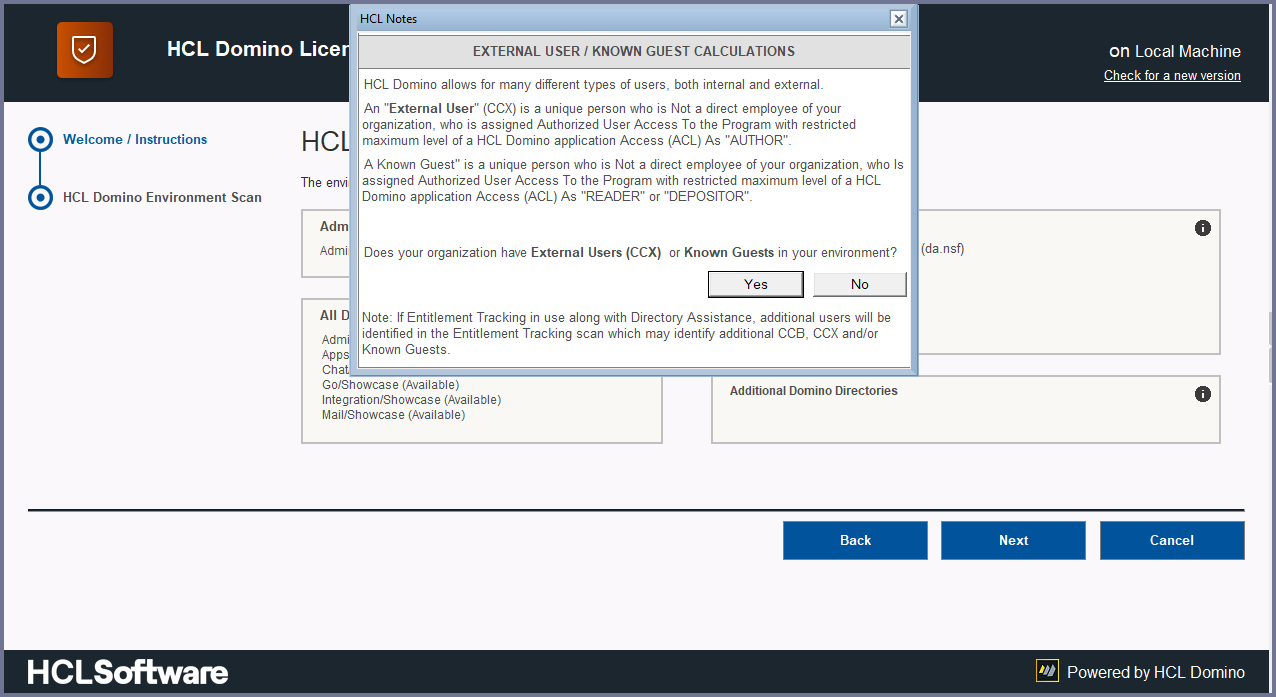 HCL Notes
HCL Domino Licen
EXTERNAL USER / KNOWN GUEST CALCULATIONS
on Local Machine
Check for a new version
HCL Domino allows for many different types of users, both internal and external.
An "External User" (CCX) is a unique person who is Not a direct employee of your
organization, who is assigned Authorized User Access To the Program with restricted
maximum level of a HCL Domino application Access (ACL) As "AUTHOR".
A Known Guest" is a unique person who is Not a direct employee of your organization, who Is
assigned Authorized User Access To the Program with restricted maximum level of a HCL
Domino application Access (ACL) As "READER" or "DEPOSITOR".
Does your organization have External Users (CCX) or Known Guests in your environment?
Yes
No
Note: If Entitlement Tracking in use along with Directory Assistance, additional users will be
identified in the Entitlement Tracking scan which may identify additional CCB, CCX and/or
Known Guests.
Welcome / Instructions
HCL Domino Environment Scan
HCL
The envi
Adm
Admi
(da.nsf)
All D
Admi
Apps
Chat
Go/Showcase (Available)
Integration/Showcase (Available)
Mail/Showcase (Available)
Additional Domino Directories
Back
Next
Cancel
HCLSoftware
Powered by HCL Domino